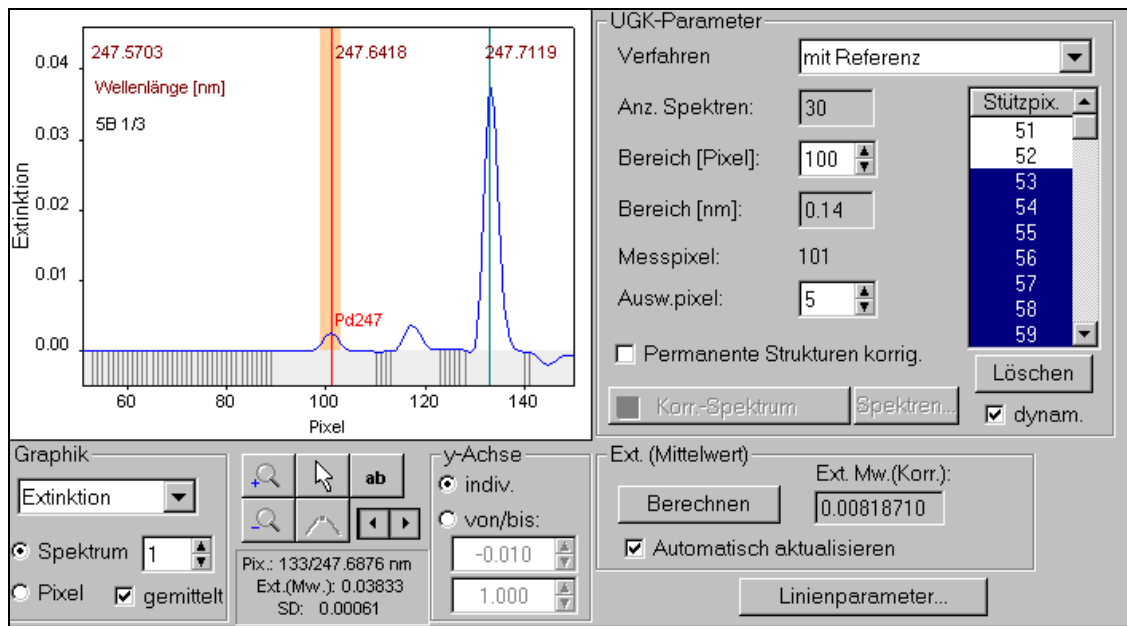 247.5703 247.6418 247.7119
Wellenlänge [nm]
5B 1/3
Extinktion
0.04
0.03
0.02
0.01
0.00
Pd247
60 80 100 120 140
Pixel
UGK-Parameter
Verfahren mit Referenz
Anz. Spektren: 30
Bereich [Pixel]: 100
Bereich [nm]: 0.14
Messpixel: 101
Ausw.pixel: 5
Stützpix.
51
52
53
54
55
56
57
58
59
Permanente Strukturen korrig.
Löschen
Korr.-Spektrum Spektren...
dynam.
Graphik
Extinktion
Spektrum 1
Pixel gemittelt
ab
Pix.: 133/247.6876 nm
Ext.(Mw.): 0.03833
SD: 0.00061
y-Achse
indiv.
von/bis:
-0.010
1.000
Ext. (Mittelwert)
Ext. Mw.(Korr.):
Berechnen 0.00818710
Automatisch aktualisieren
Linienparameter...